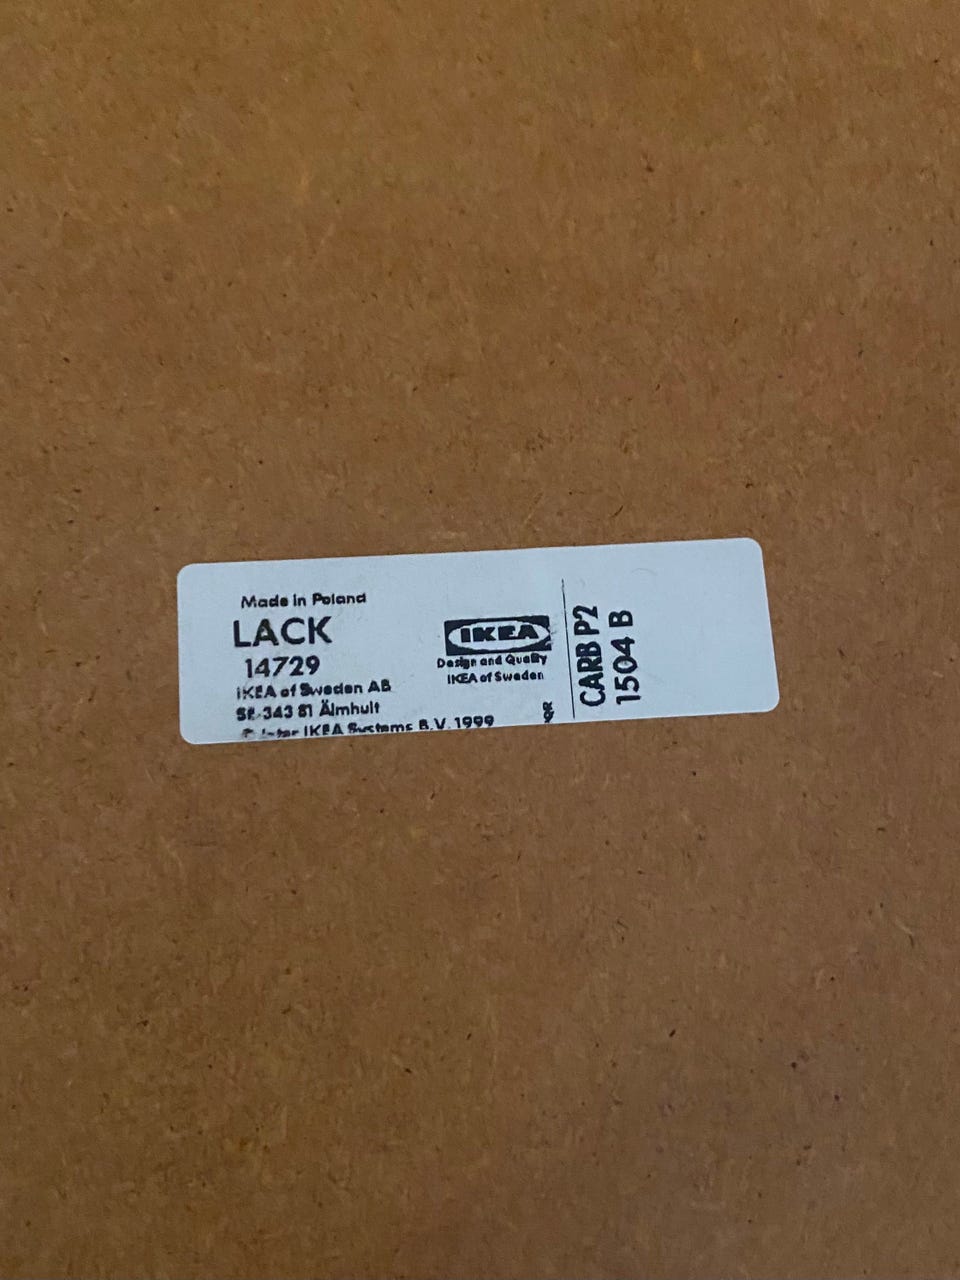 Made in Poland
LACK
14729
IKEA of Sweden AB
SE-343 81 Älmhult
Inter IKEA Systems B.V. 1999
IKEA
Design and Quality
IKEA of Sweden
CARB P2
1504 B